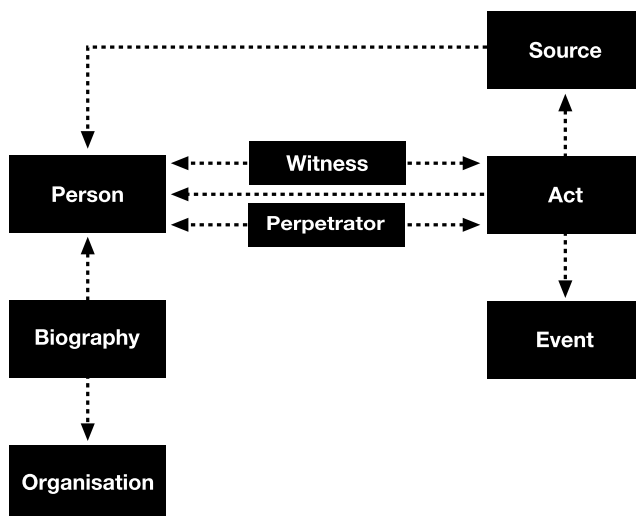 Source
Witness
Person
Act
Perpetrator
Biography
Event
Organisation